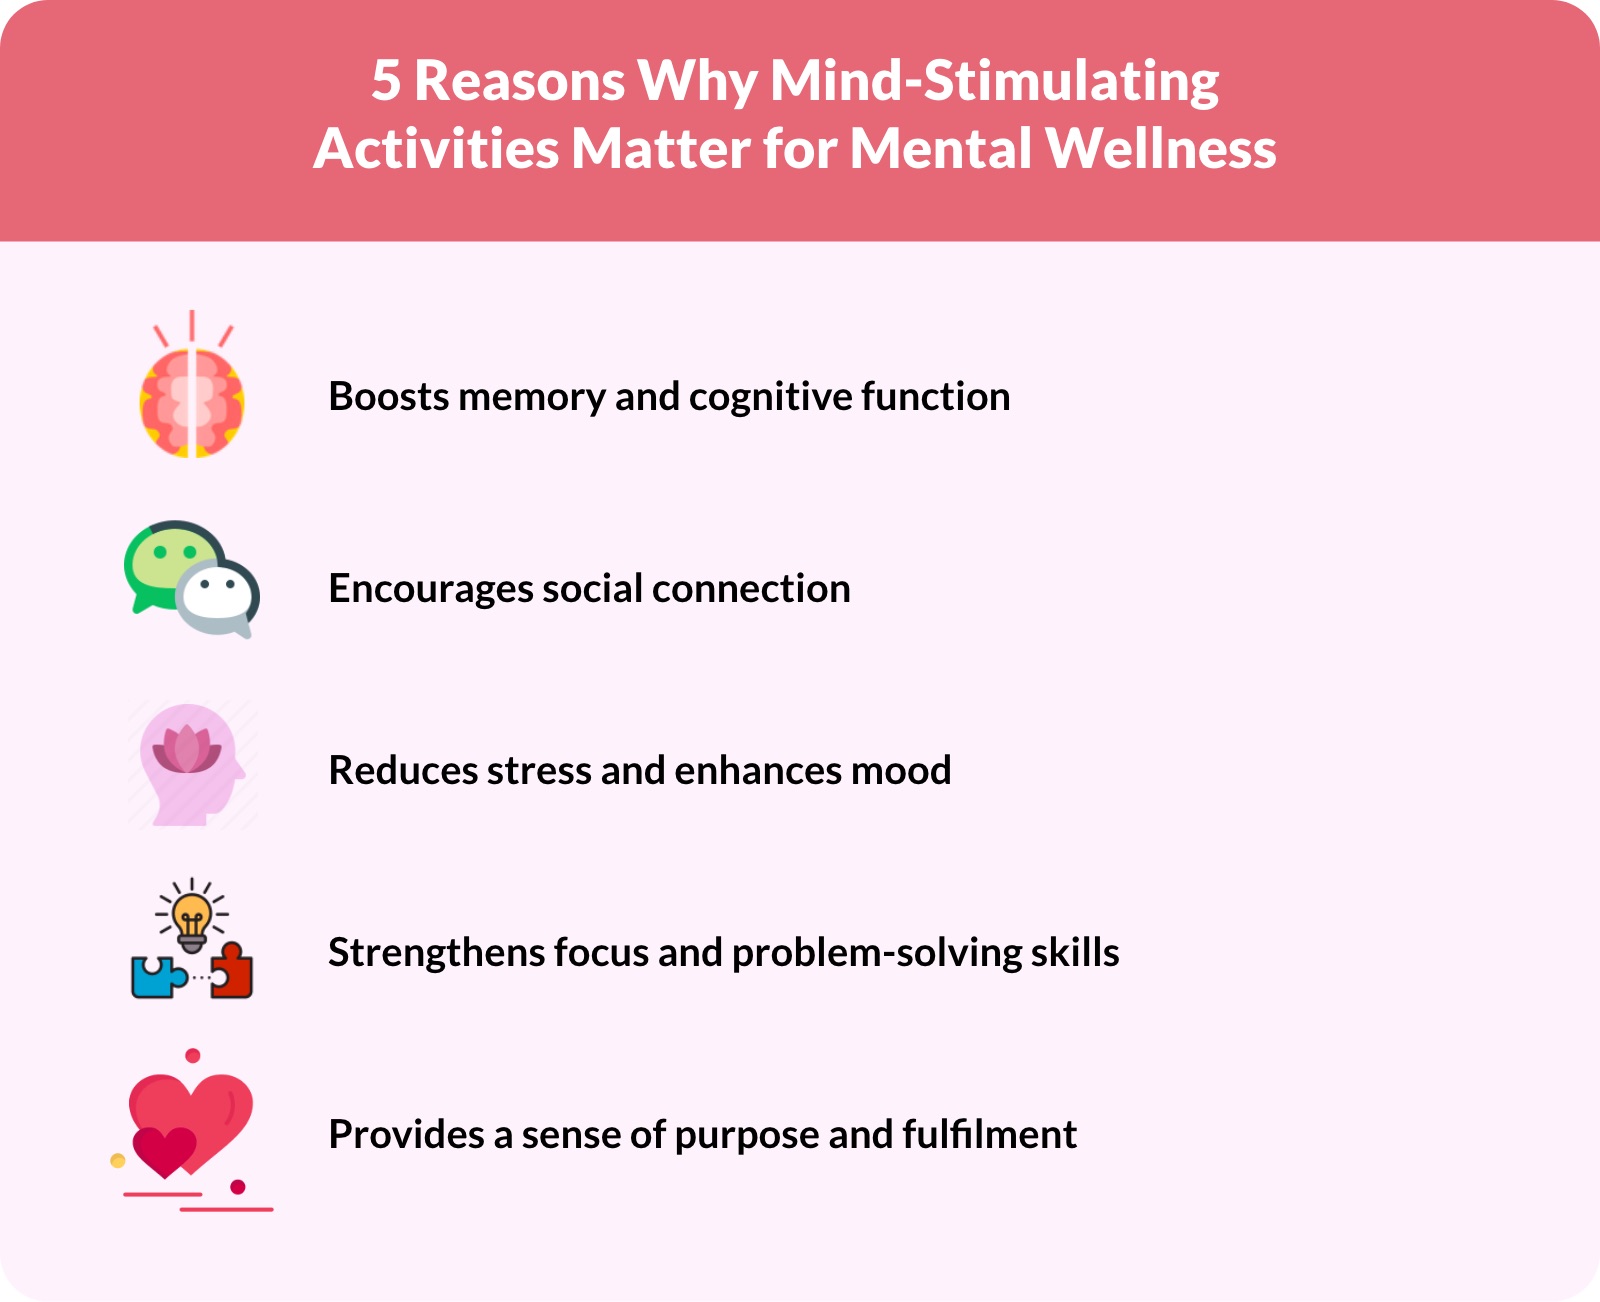 5 Reasons Why Mind-Stimulating
Activities Matter for Mental Wellness
Boosts memory and cognitive function
Encourages social connection
Reduces stress and enhances mood
Strengthens focus and problem-solving skills
Provides a sense of purpose and fulfilment